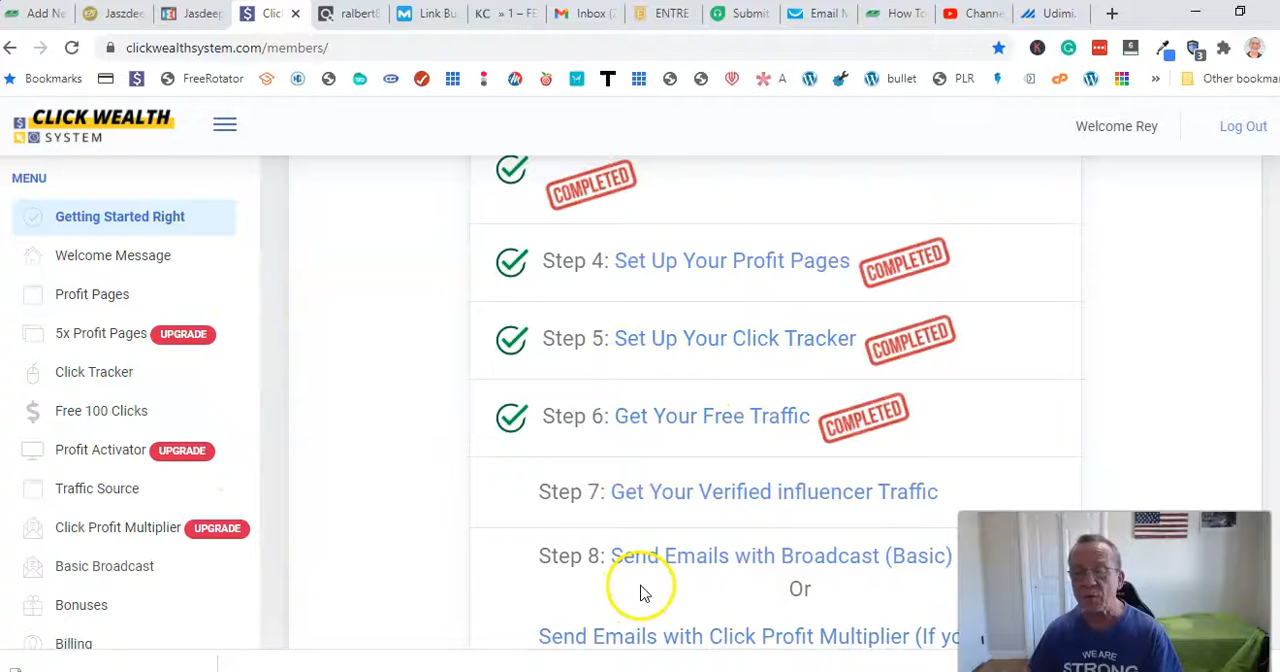 Add Ne
Jaszde
Jasdeep
Clic
ralbert8
Link Bu
KC « 1 – FE
Inbox (
ENTRE
Submit
Email M
How To
Chann
Udimi.
clickwealthsystem.com/members/
Bookmarks
FreeRotator
A
bullet
PLR
»
Other bookmar
CLICK WEALTH
SYSTEM
Welcome Rey
Log Out
MENU
Getting Started Right
Welcome Message
Profit Pages
5x Profit Pages UPGRADE
Click Tracker
Free 100 Clicks
Profit Activator UPGRADE
Traffic Source
Click Profit Multiplier UPGRADE
Basic Broadcast
Bonuses
Billing
COMPLETED
Step 4: Set Up Your Profit Pages COMPLETED
Step 5: Set Up Your Click Tracker COMPLETED
Step 6: Get Your Free Traffic COMPLETED
Step 7: Get Your Verified influencer Traffic
Step 8: Send Emails with Broadcast (Basic)
Or
Send Emails with Click Profit Multiplier (If yo
WE ARE
STRONG